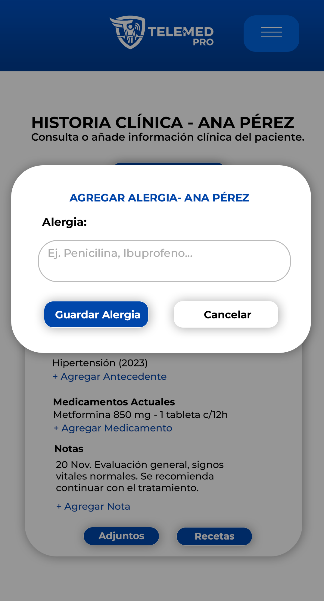 TELEMED
PRO
HISTORIA CLÍNICA - ANA PÉREZ
Consulta o añade información clínica del paciente.
AGREGAR ALERGIA- ANA PÉREZ
Alergia:
Ej. Penicilina, Ibuprofeno...
Guardar Alergia
Cancelar
Hipertensión (2023)
+ Agregar Antecedente
Medicamentos Actuales
Metformina 850 mg - 1 tableta c/12h
+ Agregar Medicamento
Notas
20 Nov. Evaluación general, signos
vitales normales. Se recomienda
continuar con el tratamiento.
+ Agregar Nota
Adjuntos
Recetas